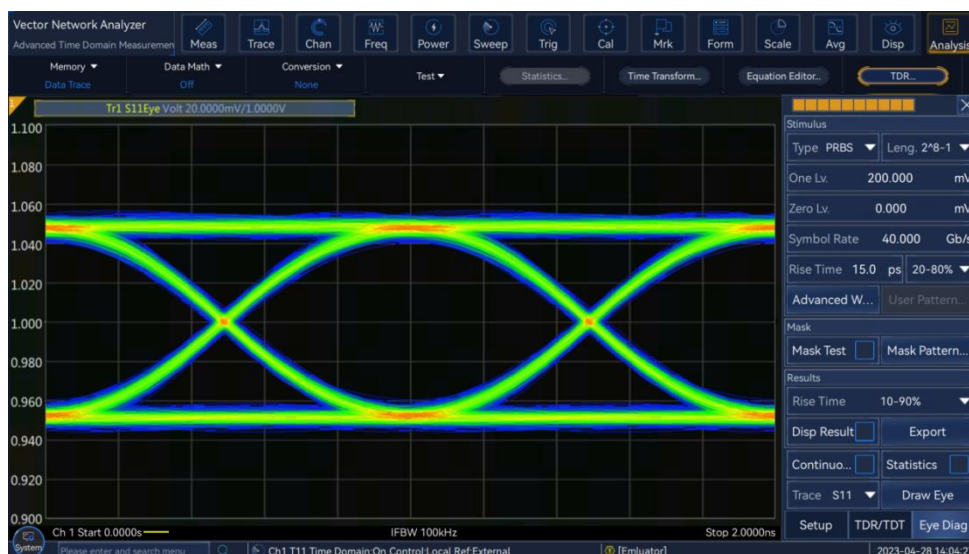 Vector Network Analyzer
Advanced Time Domain Measuremen
Meas
Trace
Chan
Freq
Power
Sweep
Trig
Cal
Mrk
Form
Scale
Avg
Disp
Analysis
Memory
Data Trace
Data Math
Off
Conversion
None
Test
Statistics...
Time Transform...
Equation Editor...
TDR...
1
Tr1 S11Eye Volt 20.0000mV/1.0000V
1.100
1.080
1.060
1.040
1.020
1.000
0.980
0.960
0.940
0.920
0.900
Stimulus
Type PRBS
Leng. 2^8~1
One Lv. 200.000 mV
Zero Lv. 0.000 mV
Symbol Rate 40.000 Gb/s
Rise Time 15.0 ps 20-80%
Advanced W...
User Pattern...
Mask
Mask Test
Mask Pattern...
Results
Rise Time 10-90%
Disp Result
Export
Continuo...
Statistics
Trace S11
Draw Eye
Setup
TDR/TDT
Eye Diag
Ch 1 Start 0.0000s
IFBW 100kHz
Stop 2.0000ns
System
Please enter and search menu
Ch1 T11 Time Domain:On Control:Local Ref:External
[Emluator]
2023-04-28 14:04:2